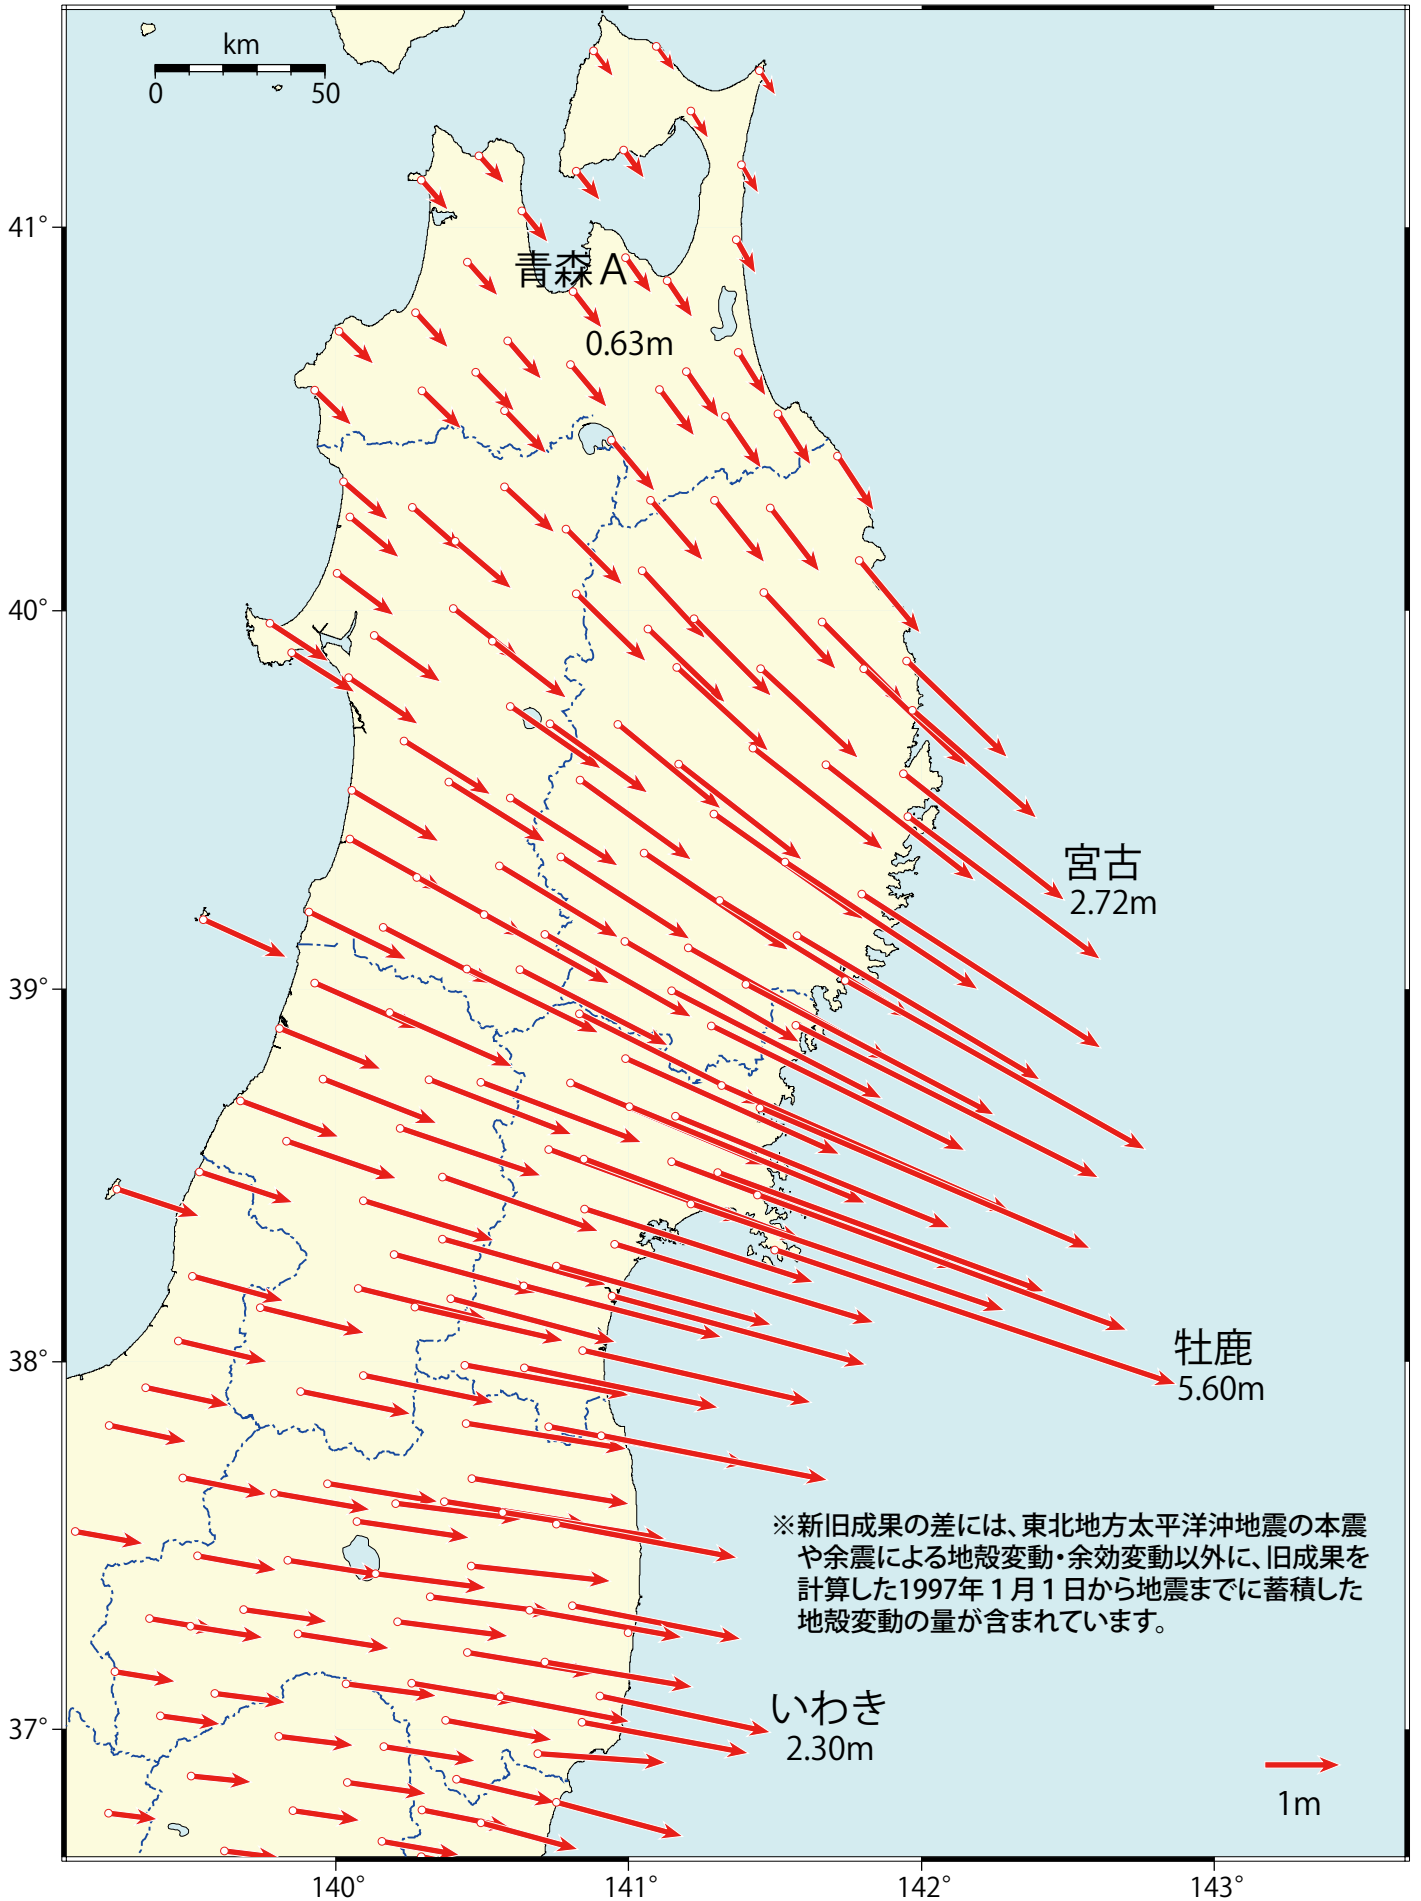 km
0 50
41°
青森 A
0.63m
40°
宮古
2.72m
39°
38°
牡鹿
5.60m
※新旧成果の差には、東北地方太平洋沖地震の本震
や余震による地殻変動・余効変動以外に、旧成果を
計算した1997年１月１日から地震までに蓄積した
地殻変動の量が含まれています。
37°
いわき
2.30m
1m
140° 141° 142° 143°